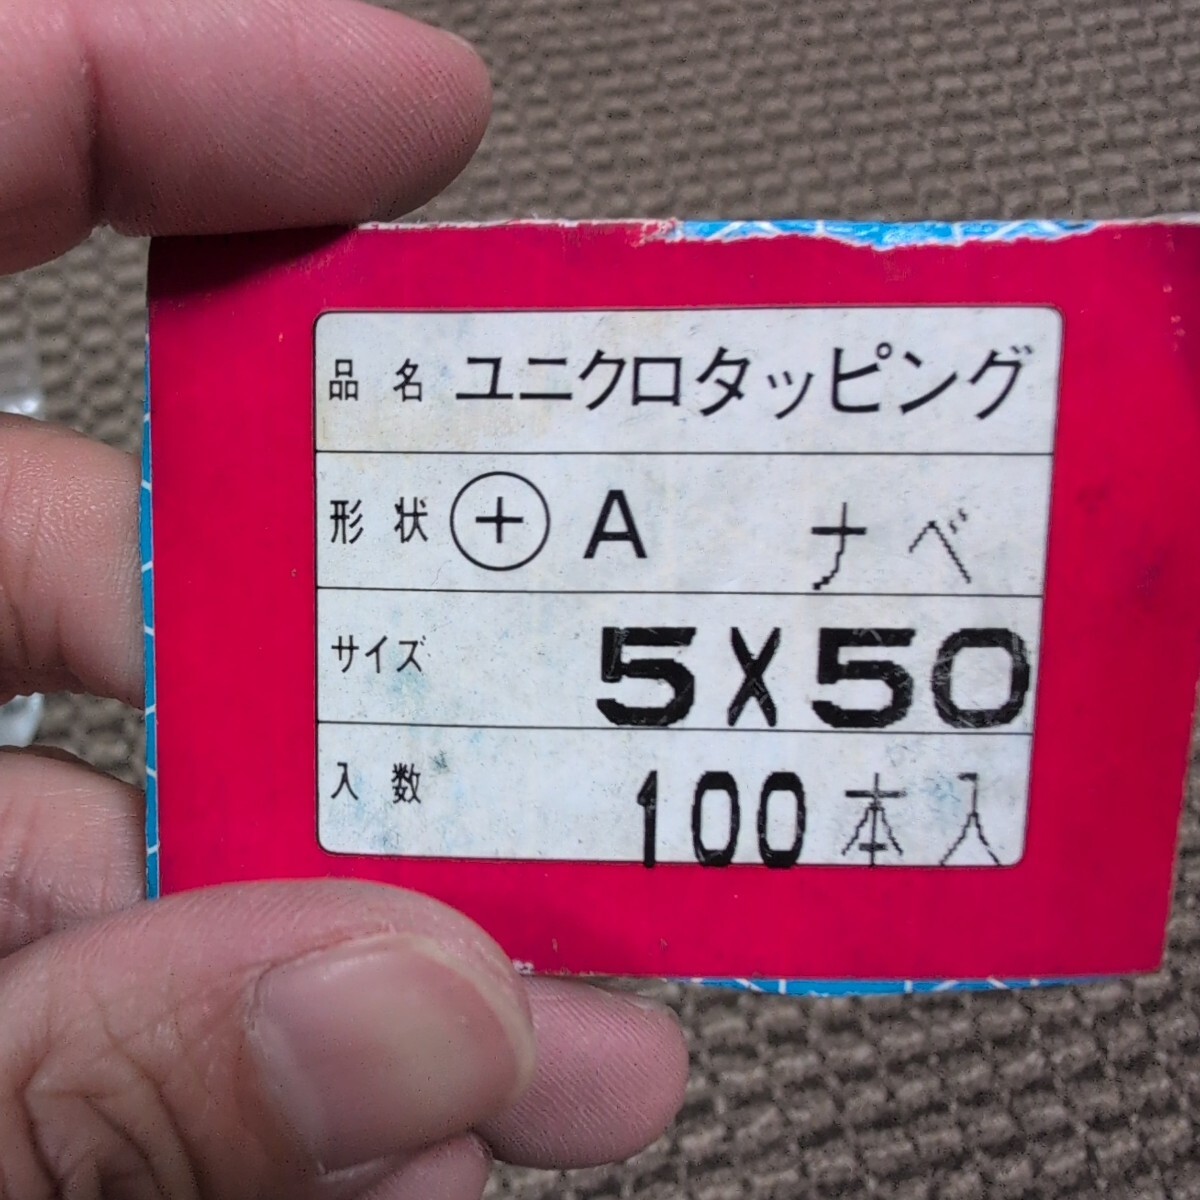 品名 ユニクロタッピング
形状 ⊕ A ナベ
サイズ 5X50
入数 100本入